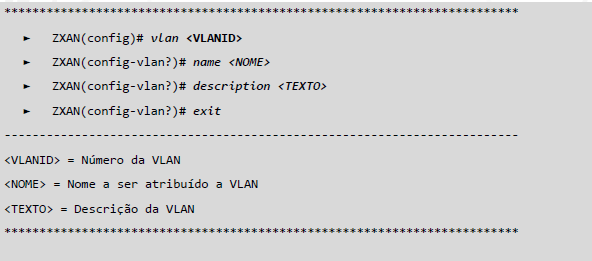 *************************************************************************
► ZXAN(config)# vlan <VLANID>
► ZXAN(config-vlan?)# name <NOME>
► ZXAN(config-vlan?)# description <TEXTO>
► ZXAN(config-vlan?)# exit
-------------------------------------------------------------------------
<VLANID> = Número da VLAN
<NOME> = Nome a ser atribuído a VLAN
<TEXTO> = Descrição da VLAN
*************************************************************************